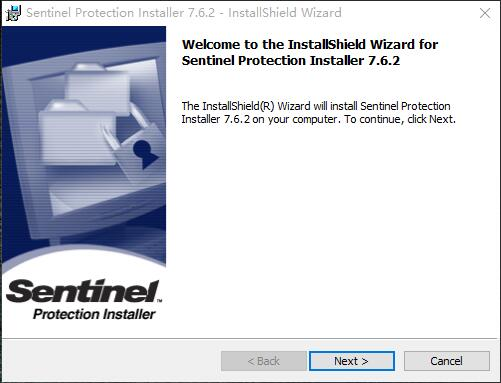 Sentinel Protection Installer 7.6.2 - InstallShield Wizard
Welcome to the InstallShield Wizard for
Sentinel Protection Installer 7.6.2
The InstallShield(R) Wizard will install Sentinel Protection
Installer 7.6.2 on your computer. To continue, click Next.
Sentinel™
Protection Installer
< Back
Next >
Cancel